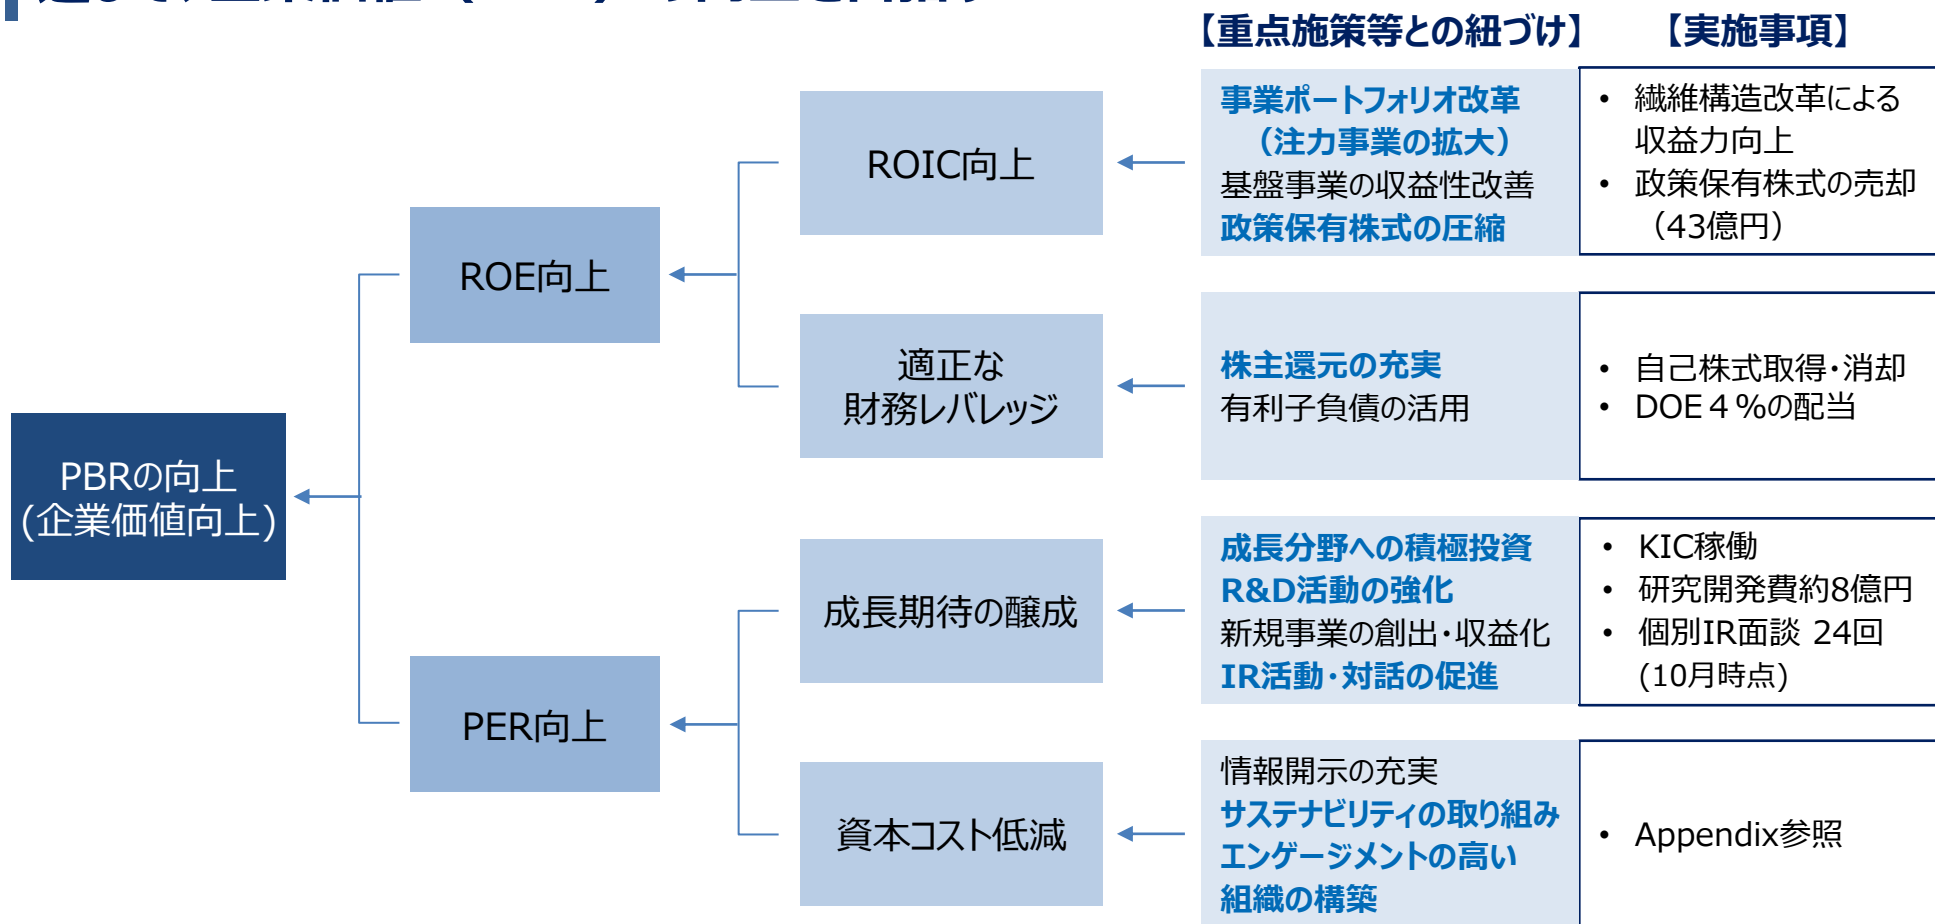 【重点施策等との紐づけ】
【実施事項】
PBRの向上
(企業価値向上)
ROE向上
PER向上
ROIC向上
事業ポートフォリオ改革
（注力事業の拡大）
基盤事業の収益性改善
政策保有株式の圧縮
• 繊維構造改革による
収益力向上
• 政策保有株式の売却
（43億円）
適正な
財務レバレッジ
株主還元の充実
有利子負債の活用
• 自己株式取得・消却
• DOE４%の配当
成長期待の醸成
成長分野への積極投資
R&D活動の強化
新規事業の創出・収益化
IR活動・対話の促進
• KIC稼働
• 研究開発費約8億円
• 個別IR面談 24回
(10月時点)
資本コスト低減
情報開示の充実
サステナビリティの取り組み
エンゲージメントの高い
組織の構築
• Appendix参照